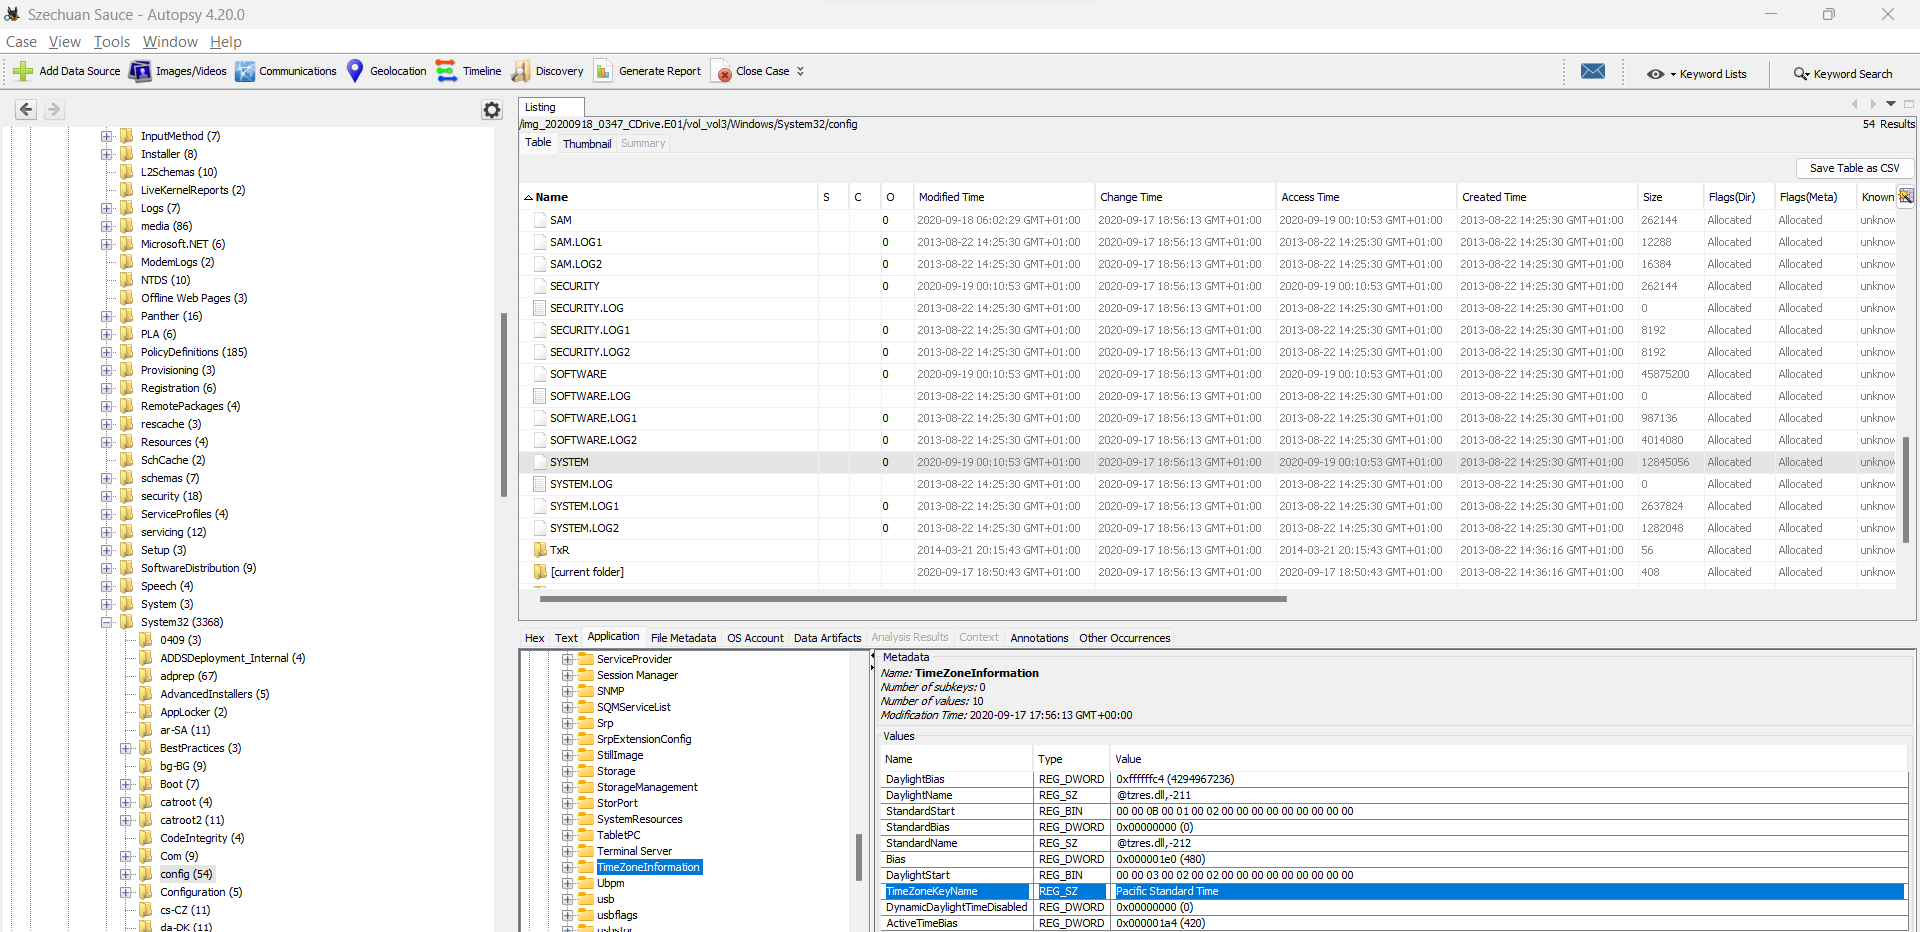 Szechuan Sauce - Autopsy 4.20.0
Case View Tools Window Help
Add Data Source Images/Videos Communications Geolocation Timeline Discovery Generate Report Close Case Keyword Lists Keyword Search
InputMethod (7)
Installer (8)
L2Schemas (10)
LiveKernelReports (2)
Logs (7)
media (86)
Microsoft.NET (6)
ModemLogs (2)
NTDS (10)
Offline Web Pages (3)
Panther (16)
PLA (6)
PolicyDefinitions (185)
Provisioning (3)
Registration (6)
RemotePackages (4)
rescache (3)
Resources (4)
SchCache (2)
schemas (7)
security (18)
ServiceProfiles (4)
servicing (12)
Setup (3)
SoftwareDistribution (9)
Speech (4)
System (3)
System32 (3368)
0409 (3)
ADDSDeployment_Internal (4)
adprep (67)
AdvancedInstallers (5)
AppLocker (2)
ar-SA (11)
BestPractices (3)
bg-BG (9)
Boot (7)
catroot (4)
catroot2 (11)
CodeIntegrity (4)
Com (9)
config (54)
Configuration (5)
cs-CZ (11)
da-DK (11)
Listing
/img_20200918_0347_CDrive.E01/vol_vol3/Windows/System32/config 54 Results
Table Thumbnail Summary
Save Table as CSV
Name S C O Modified Time Change Time Access Time Created Time Size Flags(Dir) Flags(Meta) Known
SAM 0 2020-09-18 06:02:29 GMT+01:00 2020-09-17 18:56:13 GMT+01:00 2020-09-19 00:10:53 GMT+01:00 2013-08-22 14:25:30 GMT+01:00 262144 Allocated Allocated unknow
SAM.LOG1 0 2013-08-22 14:25:30 GMT+01:00 2020-09-17 18:56:13 GMT+01:00 2013-08-22 14:25:30 GMT+01:00 2013-08-22 14:25:30 GMT+01:00 12288 Allocated Allocated unknow
SAM.LOG2 0 2013-08-22 14:25:30 GMT+01:00 2020-09-17 18:56:13 GMT+01:00 2013-08-22 14:25:30 GMT+01:00 2013-08-22 14:25:30 GMT+01:00 16384 Allocated Allocated unknow
SECURITY 0 2020-09-19 00:10:53 GMT+01:00 2020-09-17 18:56:13 GMT+01:00 2020-09-19 00:10:53 GMT+01:00 2013-08-22 14:25:30 GMT+01:00 262144 Allocated Allocated unknow
SECURITY.LOG 2013-08-22 14:25:30 GMT+01:00 2020-09-17 18:56:13 GMT+01:00 2013-08-22 14:25:30 GMT+01:00 2013-08-22 14:25:30 GMT+01:00 0 Allocated Allocated unknow
SECURITY.LOG1 0 2013-08-22 14:25:30 GMT+01:00 2020-09-17 18:56:13 GMT+01:00 2013-08-22 14:25:30 GMT+01:00 2013-08-22 14:25:30 GMT+01:00 8192 Allocated Allocated unknow
SECURITY.LOG2 0 2013-08-22 14:25:30 GMT+01:00 2020-09-17 18:56:13 GMT+01:00 2013-08-22 14:25:30 GMT+01:00 2013-08-22 14:25:30 GMT+01:00 8192 Allocated Allocated unknow
SOFTWARE 0 2020-09-19 00:10:53 GMT+01:00 2020-09-17 18:56:13 GMT+01:00 2020-09-19 00:10:53 GMT+01:00 2013-08-22 14:25:30 GMT+01:00 45875200 Allocated Allocated unknow
SOFTWARE.LOG 2013-08-22 14:25:30 GMT+01:00 2020-09-17 18:56:13 GMT+01:00 2013-08-22 14:25:30 GMT+01:00 2013-08-22 14:25:30 GMT+01:00 0 Allocated Allocated unknow
SOFTWARE.LOG1 0 2013-08-22 14:25:30 GMT+01:00 2020-09-17 18:56:13 GMT+01:00 2013-08-22 14:25:30 GMT+01:00 2013-08-22 14:25:30 GMT+01:00 987136 Allocated Allocated unknow
SOFTWARE.LOG2 0 2013-08-22 14:25:30 GMT+01:00 2020-09-17 18:56:13 GMT+01:00 2013-08-22 14:25:30 GMT+01:00 2013-08-22 14:25:30 GMT+01:00 4014080 Allocated Allocated unknow
SYSTEM 0 2020-09-19 00:10:53 GMT+01:00 2020-09-17 18:56:13 GMT+01:00 2020-09-19 00:10:53 GMT+01:00 2013-08-22 14:25:30 GMT+01:00 12845056 Allocated Allocated unknow
SYSTEM.LOG 2013-08-22 14:25:30 GMT+01:00 2020-09-17 18:56:13 GMT+01:00 2013-08-22 14:25:30 GMT+01:00 2013-08-22 14:25:30 GMT+01:00 0 Allocated Allocated unknow
SYSTEM.LOG1 0 2013-08-22 14:25:30 GMT+01:00 2020-09-17 18:56:13 GMT+01:00 2013-08-22 14:25:30 GMT+01:00 2013-08-22 14:25:30 GMT+01:00 2637824 Allocated Allocated unknow
SYSTEM.LOG2 0 2013-08-22 14:25:30 GMT+01:00 2020-09-17 18:56:13 GMT+01:00 2013-08-22 14:25:30 GMT+01:00 2013-08-22 14:25:30 GMT+01:00 1282048 Allocated Allocated unknow
TxR 2014-03-21 20:15:43 GMT+01:00 2020-09-17 18:56:13 GMT+01:00 2014-03-21 20:15:43 GMT+01:00 2013-08-22 14:36:16 GMT+01:00 56 Allocated Allocated unknow
[current folder] 2020-09-17 18:50:43 GMT+01:00 2020-09-17 18:56:13 GMT+01:00 2020-09-17 18:50:43 GMT+01:00 2013-08-22 14:36:16 GMT+01:00 408 Allocated Allocated unknow
Hex Text Application File Metadata OS Account Data Artifacts Analysis Results Context Annotations Other Occurrences
ServiceProvider
Session Manager
SNMP
SQMServiceList
Srp
SrpExtensionConfig
StillImage
Storage
StorageManagement
StorPort
SystemResources
TabletPC
Terminal Server
TimeZoneInformation
Ubpm
usb
usbflags
usbstor
Metadata
Name: TimeZoneInformation
Number of subkeys: 0
Number of values: 10
Modification Time: 2020-09-17 17:56:13 GMT+00:00
Values
Name Type Value
DaylightBias REG_DWORD 0xffffffc4 (4294967236)
DaylightName REG_SZ @tzres.dll,-211
StandardStart REG_BIN 00 00 0B 00 01 00 02 00 00 00 00 00 00 00 00 00
StandardBias REG_DWORD 0x00000000 (0)
StandardName REG_SZ @tzres.dll,-212
Bias REG_DWORD 0x000001e0 (480)
DaylightStart REG_BIN 00 00 03 00 02 00 02 00 00 00 00 00 00 00 00 00
TimeZoneKeyName REG_SZ Pacific Standard Time
DynamicDaylightTimeDisabled REG_DWORD 0x00000000 (0)
ActiveTimeBias REG_DWORD 0x000001a4 (420)